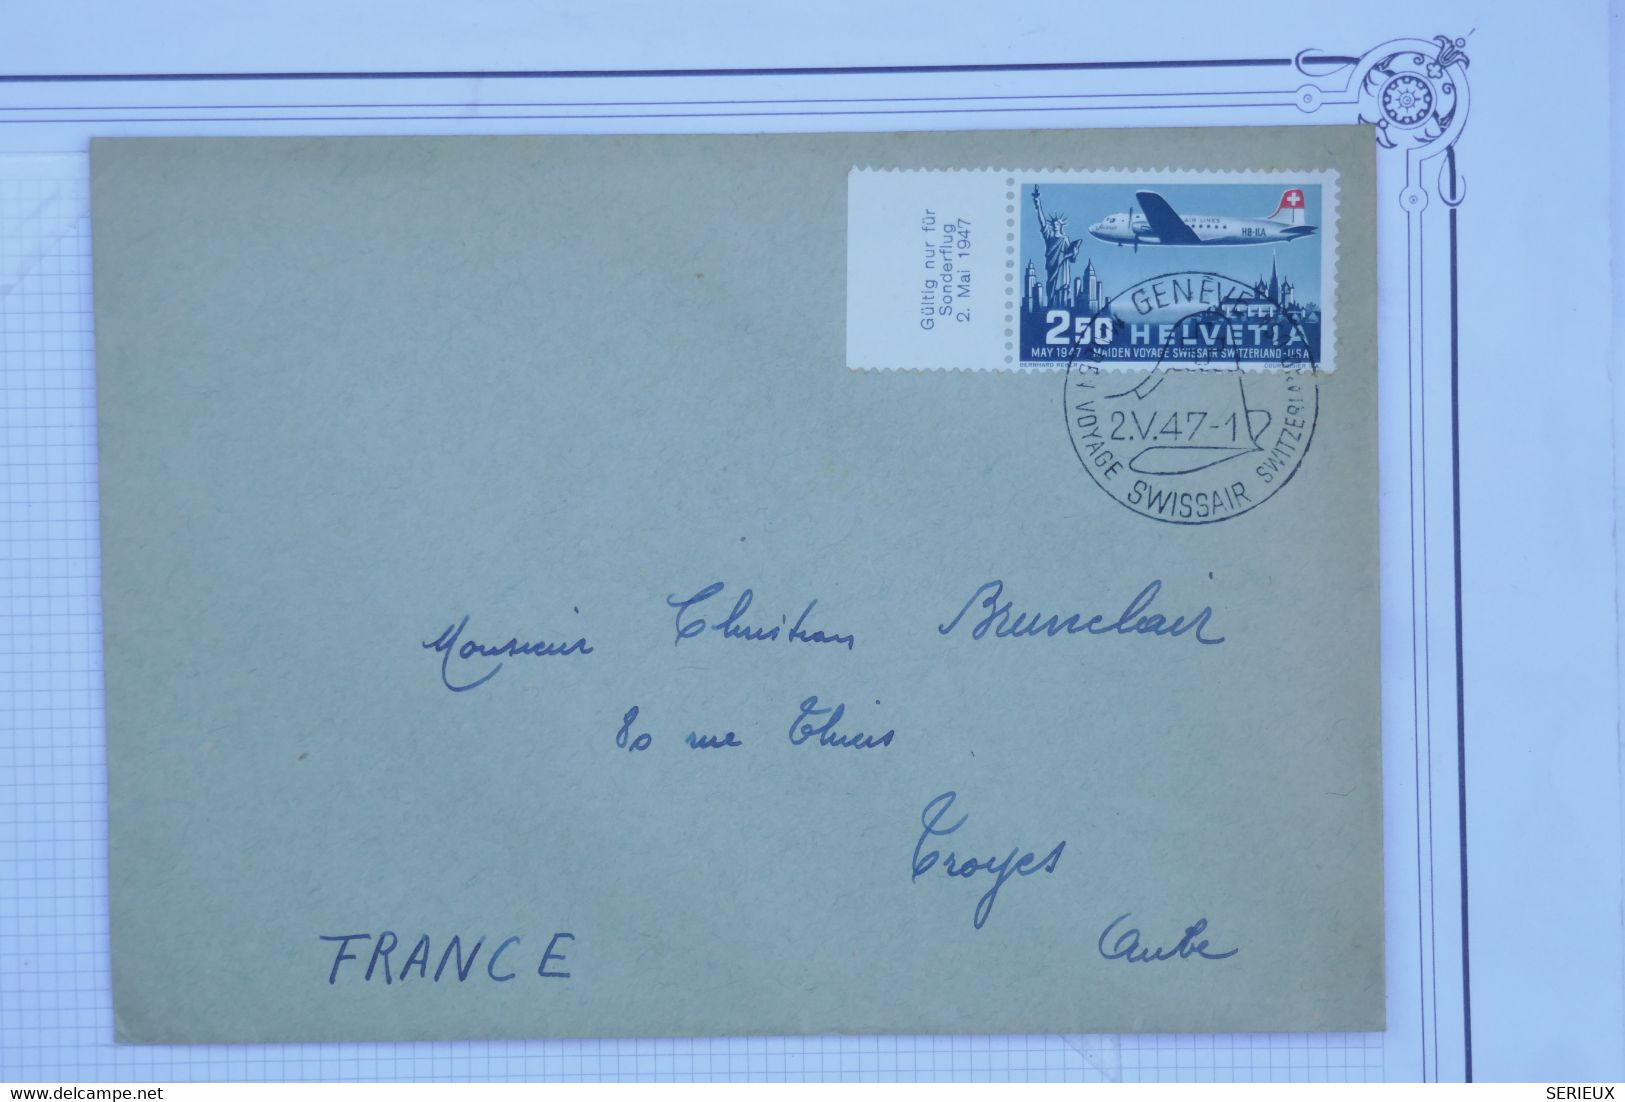 Gültig nur für
Sonderflug
2. Mai 1947
AIR LINES
HB-ILA
2.50 HELVETIA
MAY 1947 MAIDEN VOYAGE SWISSAIR SWITZERLAND-USA
BERNHARD REBER
GENÈVE
2.V.47-1
VOYAGE SWISSAIR
Monsieur Christian Brunclair
80 rue Thiers
Troyes
Aube
FRANCE
delcampe.net
SERIEUX